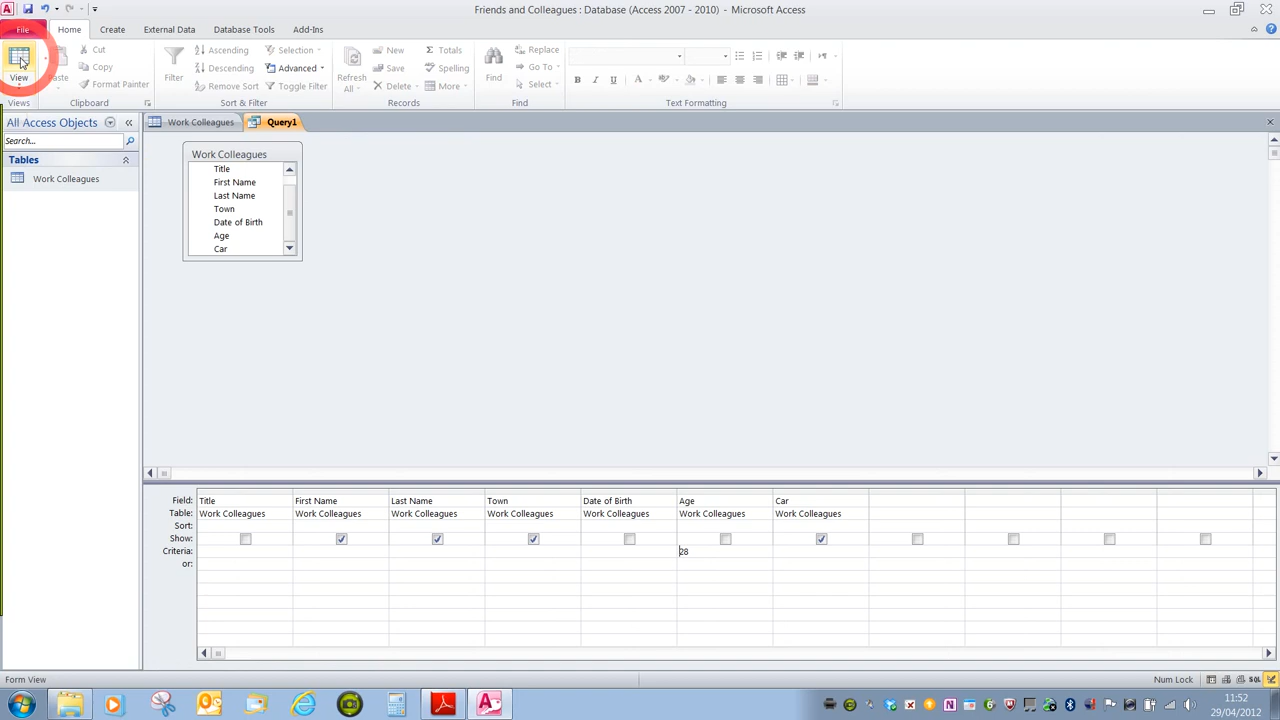 Friends and Colleagues : Database (Access 2007 - 2010) - Microsoft Access
File Home Create External Data Database Tools Add-Ins
Cut Ascending Selection New Totals Replace
Copy Descending Advanced Save Spelling Go To
View Paste Format Painter Filter Remove Sort Toggle Filter Refresh All Delete More Find Select
Views Clipboard Sort & Filter Records Find Text Formatting
All Access Objects
Work Colleagues Query1
Search...
Tables
Work Colleagues
Work Colleagues
Title
First Name
Last Name
Town
Date of Birth
Age
Car
Field: Title First Name Last Name Town Date of Birth Age Car
Table: Work Colleagues Work Colleagues Work Colleagues Work Colleagues Work Colleagues Work Colleagues Work Colleagues
Sort:
Show:
Criteria: 28
or:
Form View Num Lock SQL
11:52
29/04/2012